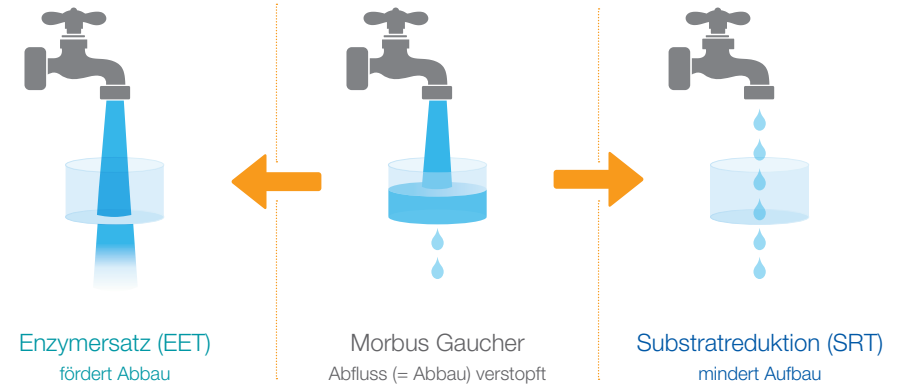 Enzymersatz (EET)
fördert Abbau
Morbus Gaucher
Abfluss (= Abbau) verstopft
Substratreduktion (SRT)
mindert Aufbau